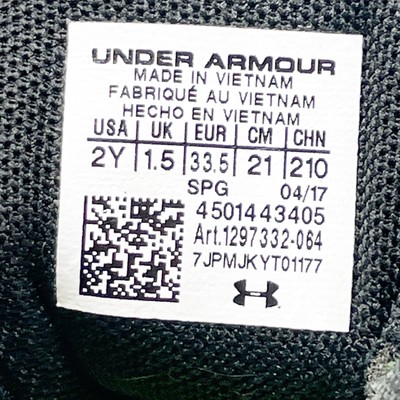 UNDER ARMOUR
MADE IN VIETNAM
FABRIQUÉ AU VIETNAM
HECHO EN VIETNAM
USA | UK | EUR | CM | CHN
2Y | 1.5 | 33.5 | 21 | 210
SPG 04/17
4501443405
Art.1297332-064
7JPMJKYT01177